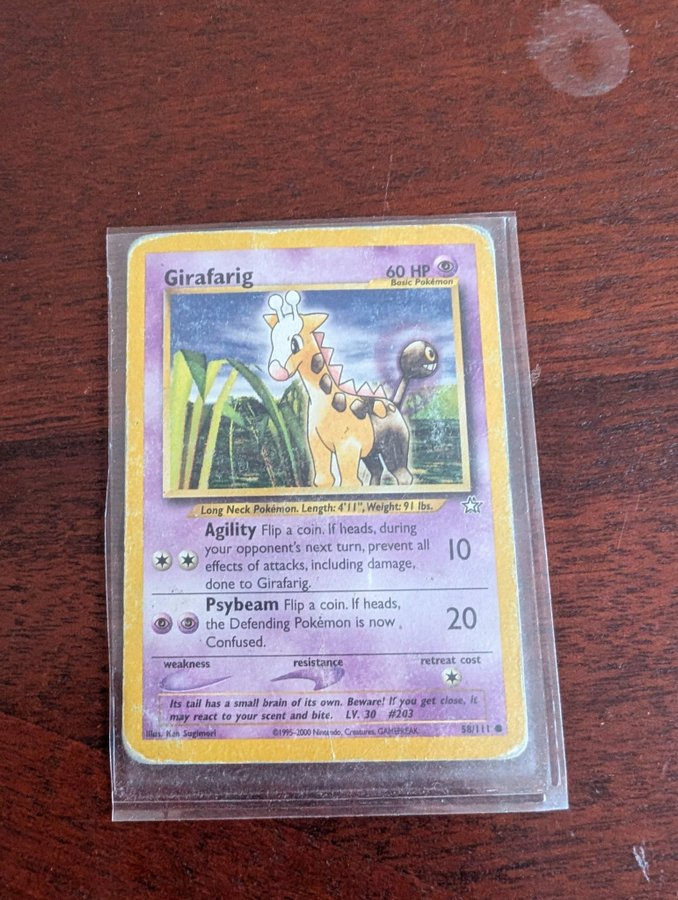 Girafarig 60 HP
Basic Pokémon
Long Neck Pokémon. Length: 4'11", Weight: 91 lbs.
Agility Flip a coin. If heads, during
your opponent's next turn, prevent all
effects of attacks, including damage,
done to Girafarig.
10
Psybeam Flip a coin. If heads,
the Defending Pokémon is now
Confused.
20
weakness resistance retreat cost
Its tail has a small brain of its own. Beware! If you get close, it
may react to your scent and bite. LV. 30 #203
Illus. Ken Sugimori ©1995-2000 Nintendo, Creatures, GAMEFREAK. 58/111